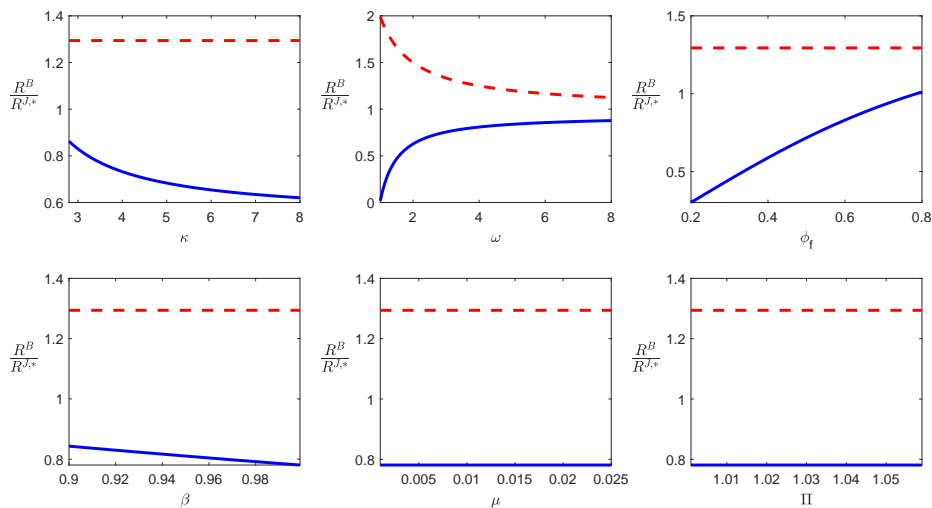 1.4
1.2
1
0.8
0.6
R^B
R^{J,*}
3 4 5 6 7 8
κ
2
1.5
1
0.5
0
R^B
R^{J,*}
2 4 6 8
ω
1.5
1
0.5
R^B
R^{J,*}
0.2 0.4 0.6 0.8
ϕ_f
1.4
1.2
1
0.8
R^B
R^{J,*}
0.9 0.92 0.94 0.96 0.98
β
1.4
1.2
1
0.8
R^B
R^{J,*}
0.005 0.01 0.015 0.02 0.025
μ
1.4
1.2
1
0.8
R^B
R^{J,*}
1.01 1.02 1.03 1.04 1.05
Π